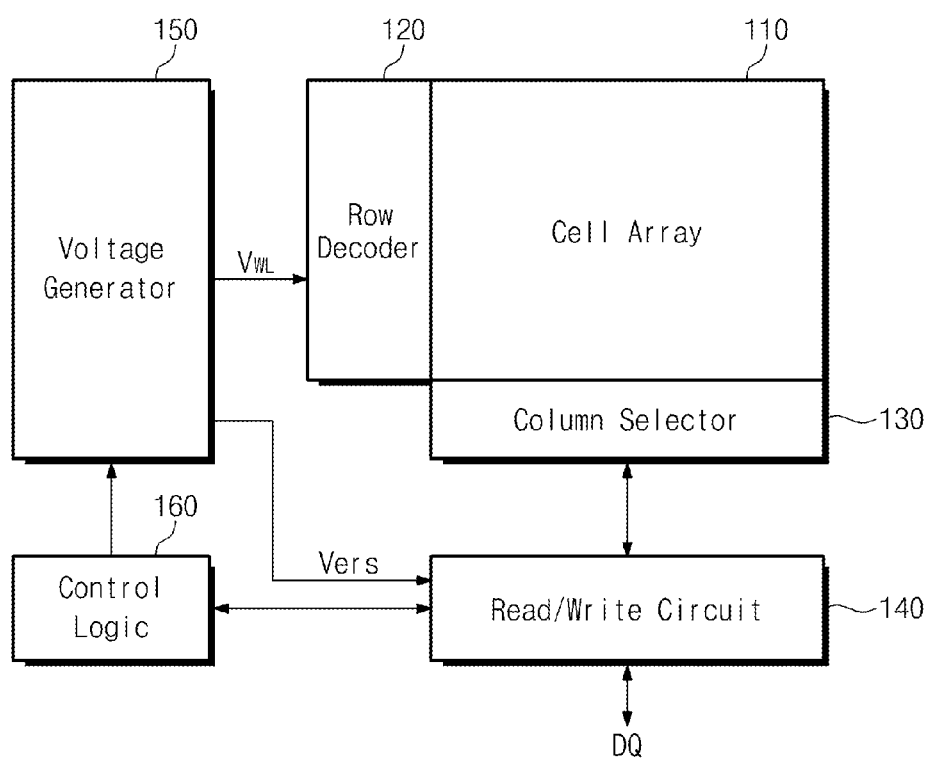 150
120
110
Voltage
Generator
VWL
Row
Decoder
Cell Array
Column Selector
130
160
Control
Logic
Vers
Read/Write Circuit
140
DQ